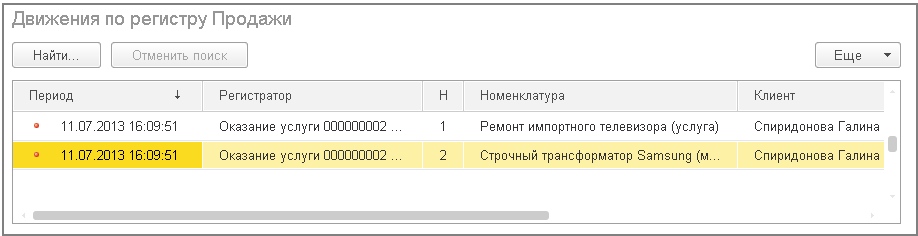 Движения по регистру Продажи
Найти... Отменить поиск Еще
Период Регистратор Н Номенклатура Клиент
11.07.2013 16:09:51 Оказание услуги 000000002 ... 1 Ремонт импортного телевизора (услуга) Спиридонова Галина
11.07.2013 16:09:51 Оказание услуги 000000002 ... 2 Строчный трансформатор Samsung (м... Спиридонова Галина